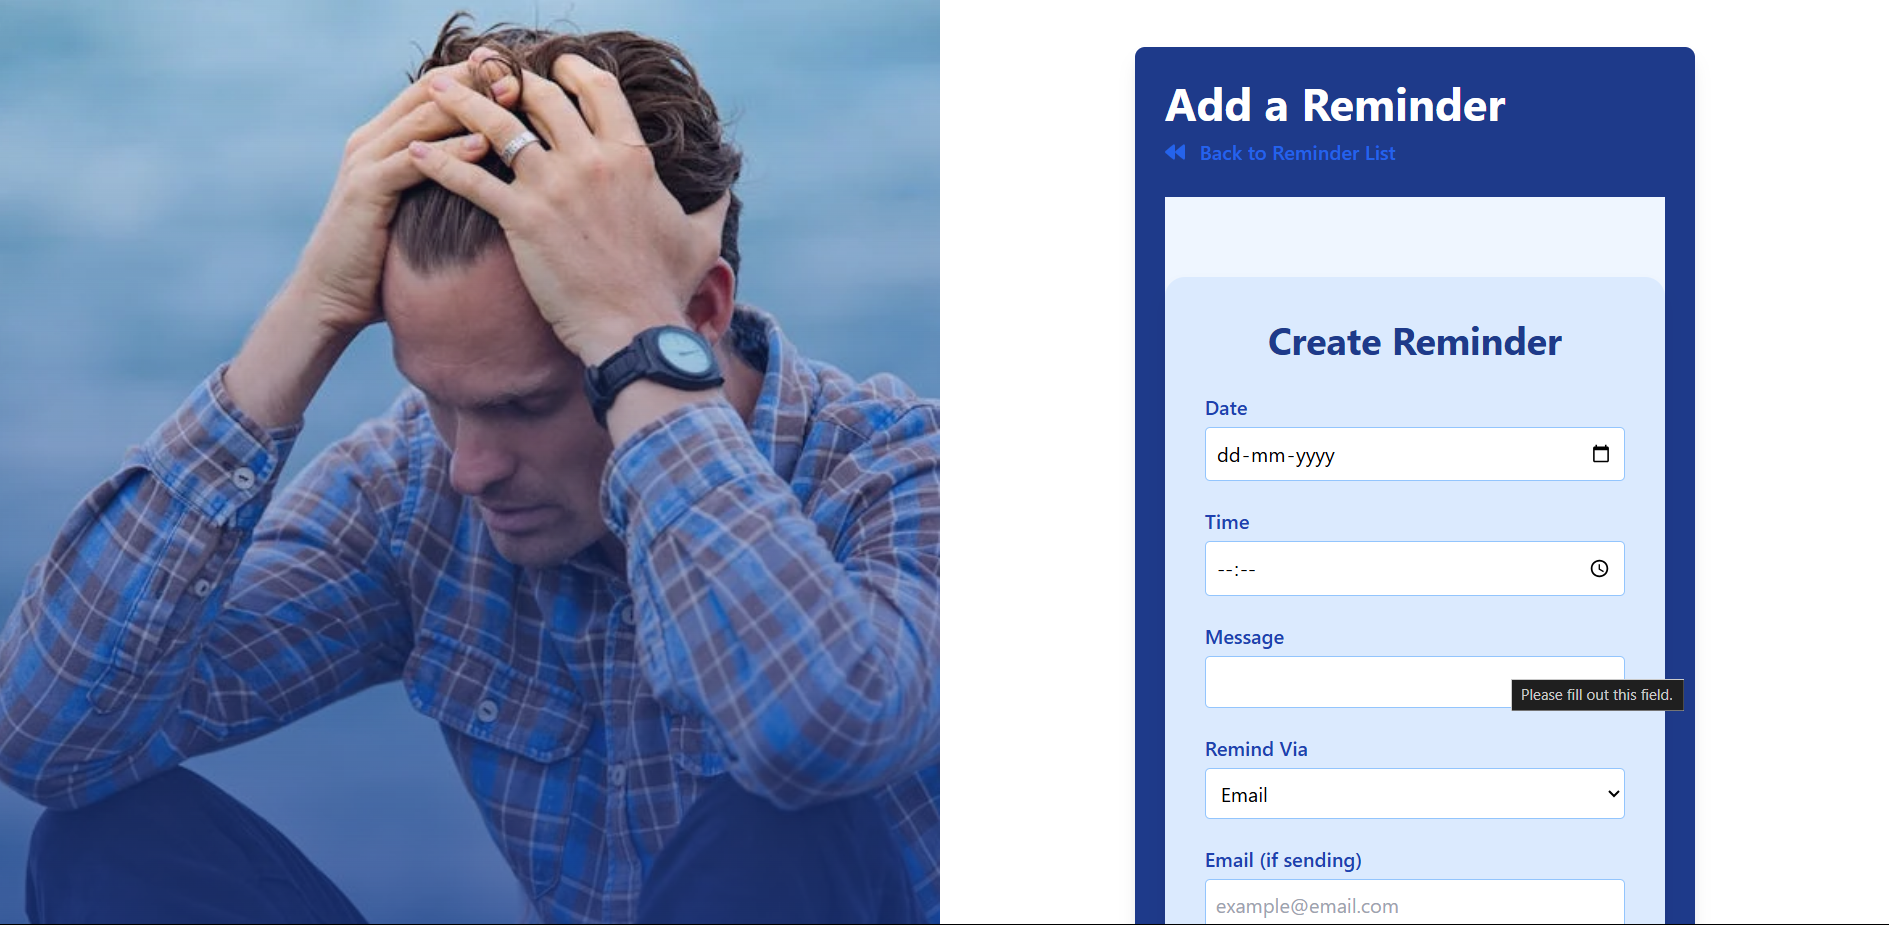 Add a Reminder
Back to Reminder List
Create Reminder
Date
dd-mm-yyyy
Time
--:--
Message
Please fill out this field.
Remind Via
Email
Email (if sending)
example@email.com